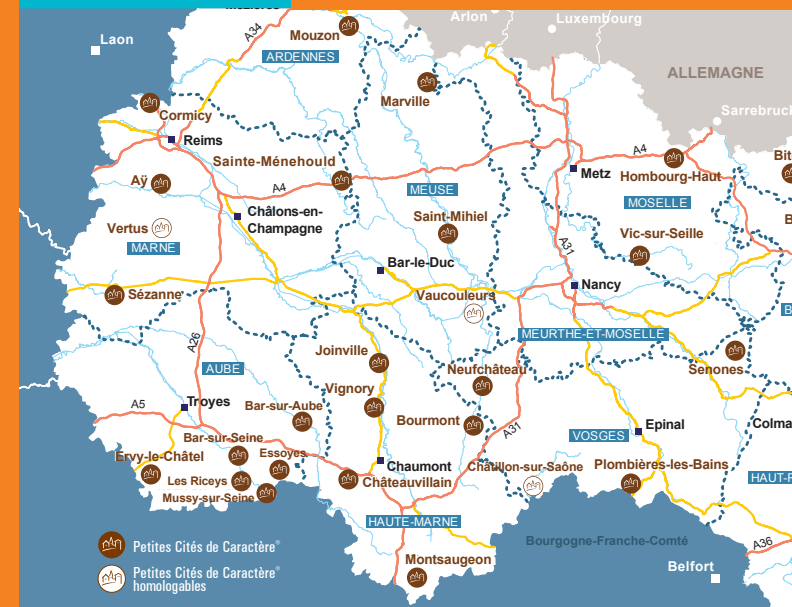 Arlon
Luxembourg
Laon
A34
Mouzon
ARDENNES
ALLEMAGNE
Marville
Sarrebruck
Cormicy
Reims
Sainte-Ménehould
A4
Bit
Metz
Hombourg-Haut
Aÿ
A4
MEUSE
MOSELLE
Châlons-en-
Champagne
Saint-Mihiel
B
Vertus
MARNE
Vic-sur-Seille
A31
Bar-le-Duc
Nancy
Sézanne
Vaucouleurs
B
A26
MEURTHE-ET-MOSELLE
Joinville
AUBE
Neufchâteau
Senones
Vignory
A5
Troyes
Bar-sur-Aube
Bourmont
Epinal
Colma
A31
VOSGES
Bar-sur-Seine
Ervy-le-Châtel
Essoyes
Chaumont
Châtillon-sur-Saône
Plombières-les-Bains
Les Riceys
Châteauvillain
HAUT-R
Mussy-sur-Seine
HAUTE-MARNE
Bourgogne-Franche-Comté
A36
Petites Cités de Caractère®
Montsaugeon
Belfort
Petites Cités de Caractère®
homologables